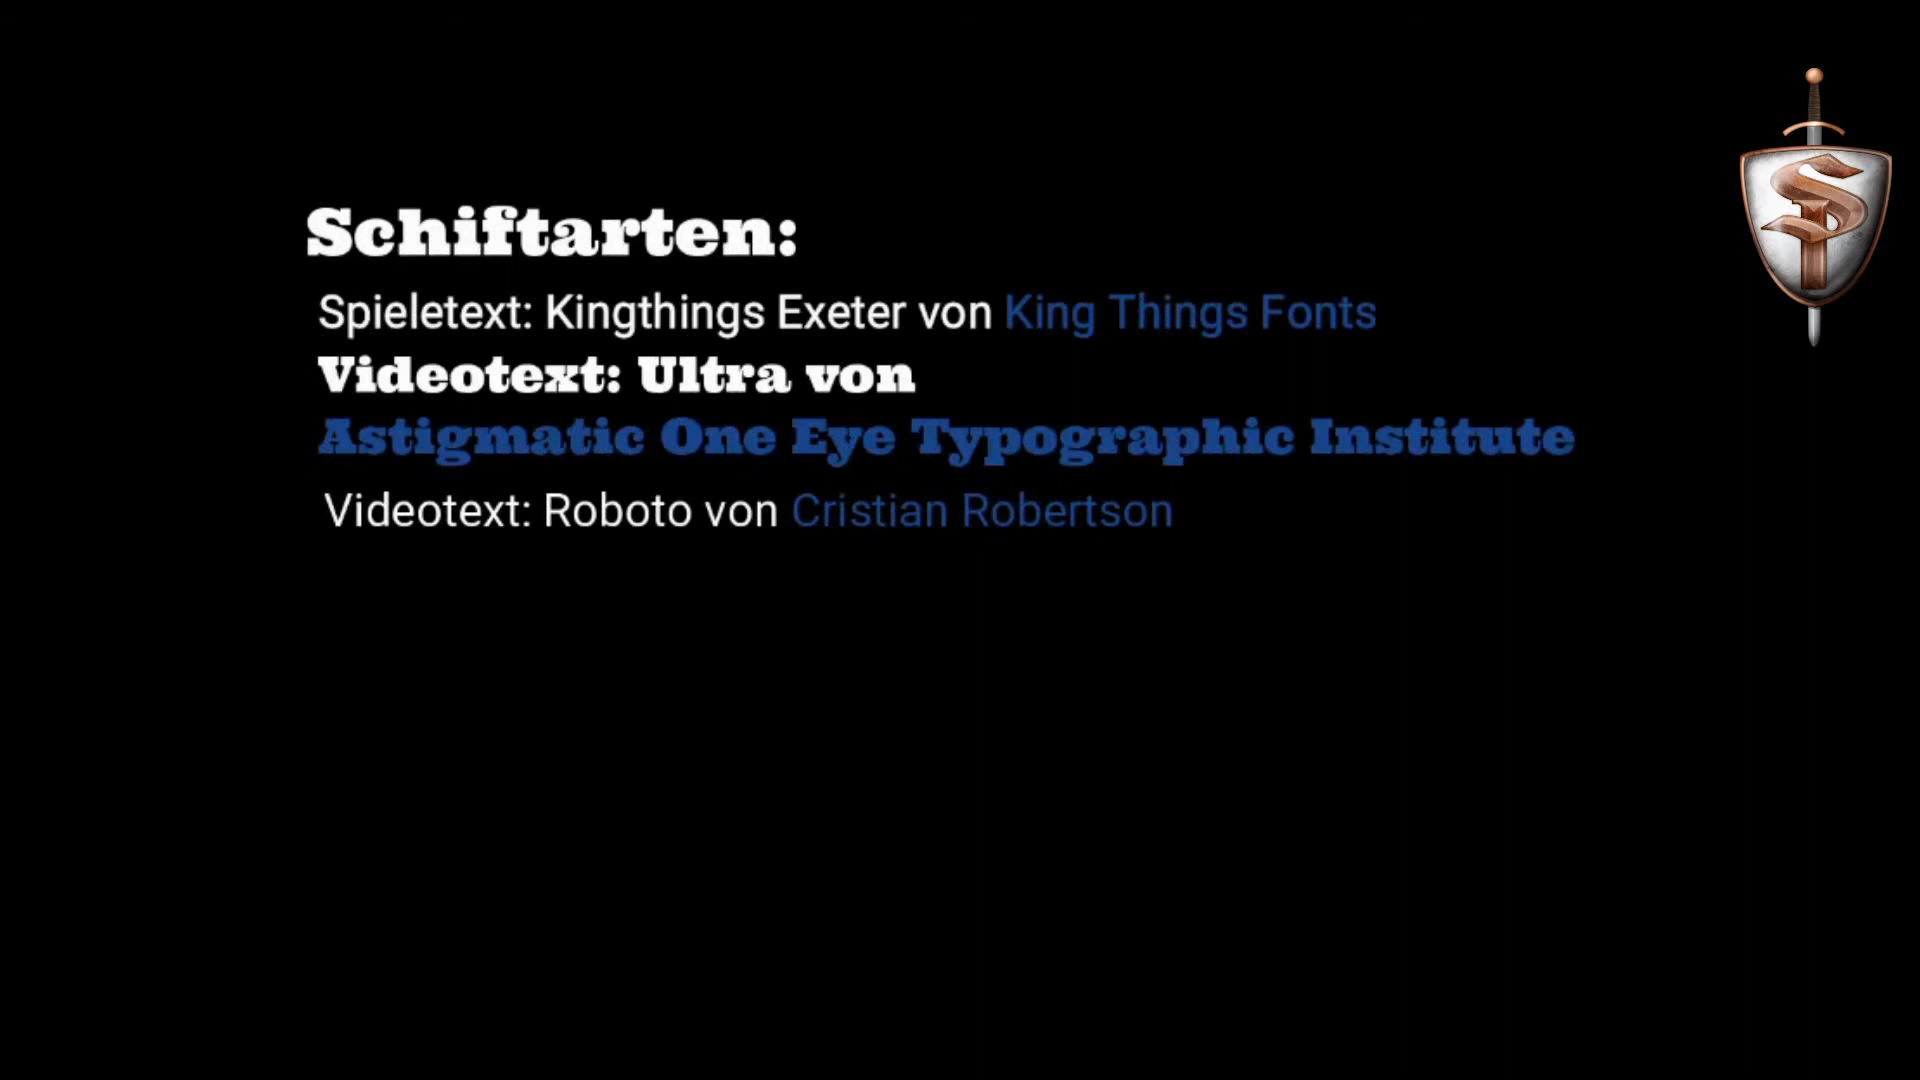 Schiftarten:
Spieletext: Kingthings Exeter von King Things Fonts
Videotext: Ultra von
Astigmatic One Eye Typographic Institute
Videotext: Roboto von Cristian Robertson